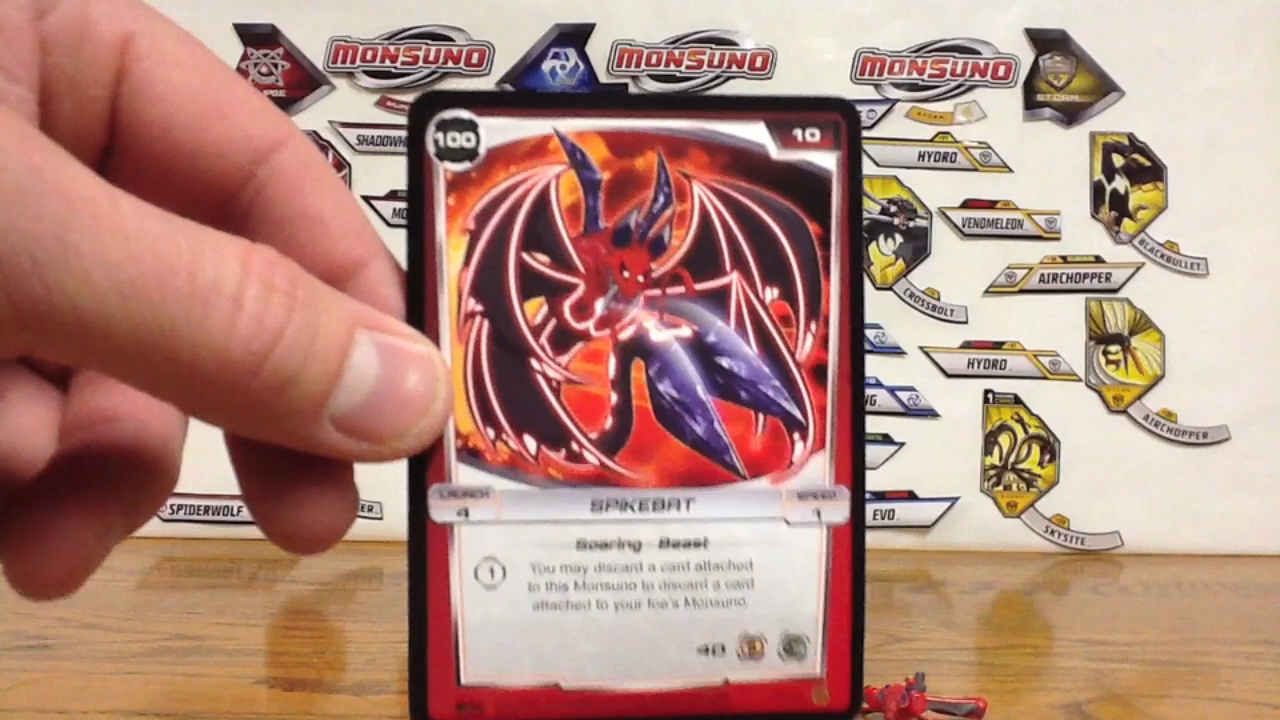 MONSUNO
MONSUNO
MONSUNO
STORM
SHADOWH
HYDRO
VENOMELEON
BLACKBULLET
AIRCHOPPER
CROSSBOLT
HYDRO
AIRCHOPPER
SPIDERWOLF
ER.
EVO
SKYSITE
100
10
LAUNCH
4
SPIKEBAT
SPEED
1
Soaring - Beast
1
You may discard a card attached
to this Monsuno to discard a card
attached to your foe's Monsuno.
40